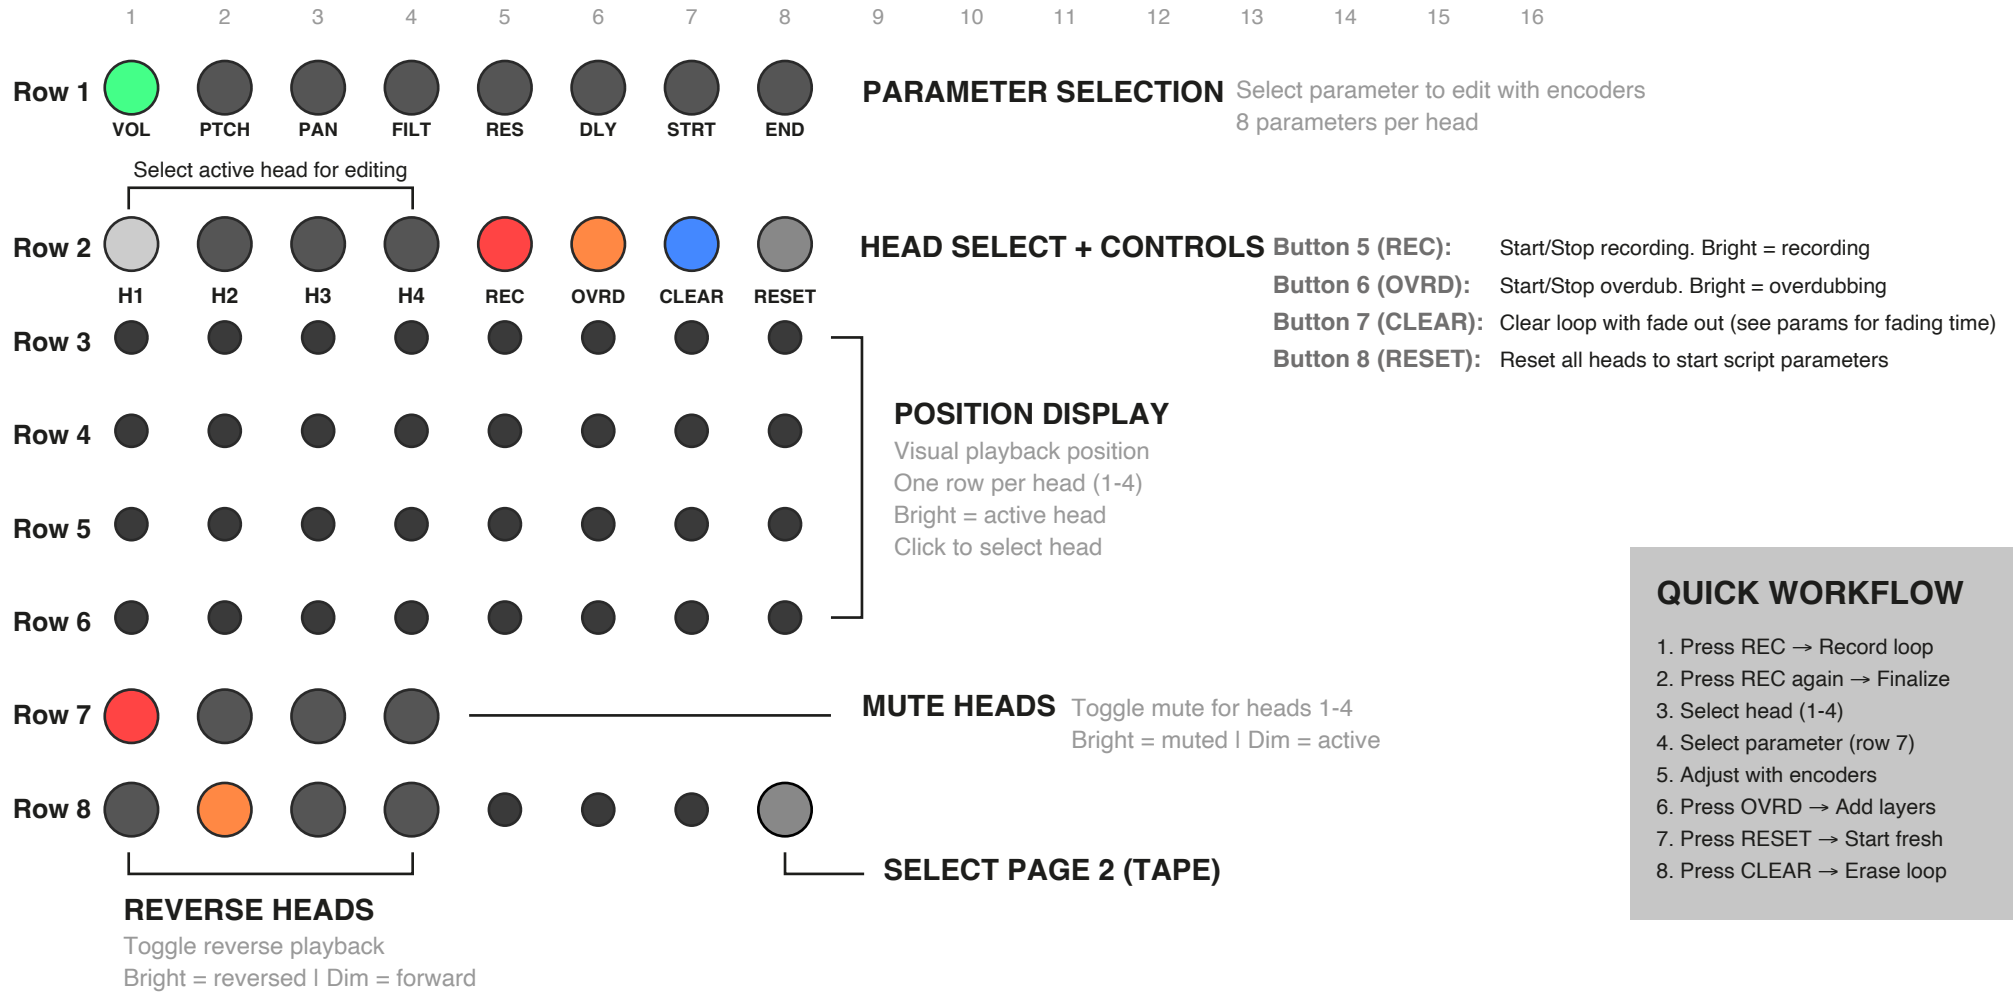 1 2 3 4 5 6 7 8 9 10 11 12 13 14 15 16
Row 1
VOL PTCH PAN FILT RES DLY STRT END
PARAMETER SELECTION
Select parameter to edit with encoders
8 parameters per head
Select active head for editing
Row 2
H1 H2 H3 H4 REC OVRD CLEAR RESET
HEAD SELECT + CONTROLS
Button 5 (REC): Start/Stop recording. Bright = recording
Button 6 (OVRD): Start/Stop overdub. Bright = overdubbing
Button 7 (CLEAR): Clear loop with fade out (see params for fading time)
Button 8 (RESET): Reset all heads to start script parameters
Row 3
Row 4
Row 5
Row 6
POSITION DISPLAY
Visual playback position
One row per head (1-4)
Bright = active head
Click to select head
Row 7
MUTE HEADS
Toggle mute for heads 1-4
Bright = muted | Dim = active
Row 8
SELECT PAGE 2 (TAPE)
REVERSE HEADS
Toggle reverse playback
Bright = reversed | Dim = forward
QUICK WORKFLOW
1. Press REC → Record loop
2. Press REC again → Finalize
3. Select head (1-4)
4. Select parameter (row 7)
5. Adjust with encoders
6. Press OVRD → Add layers
7. Press RESET → Start fresh
8. Press CLEAR → Erase loop